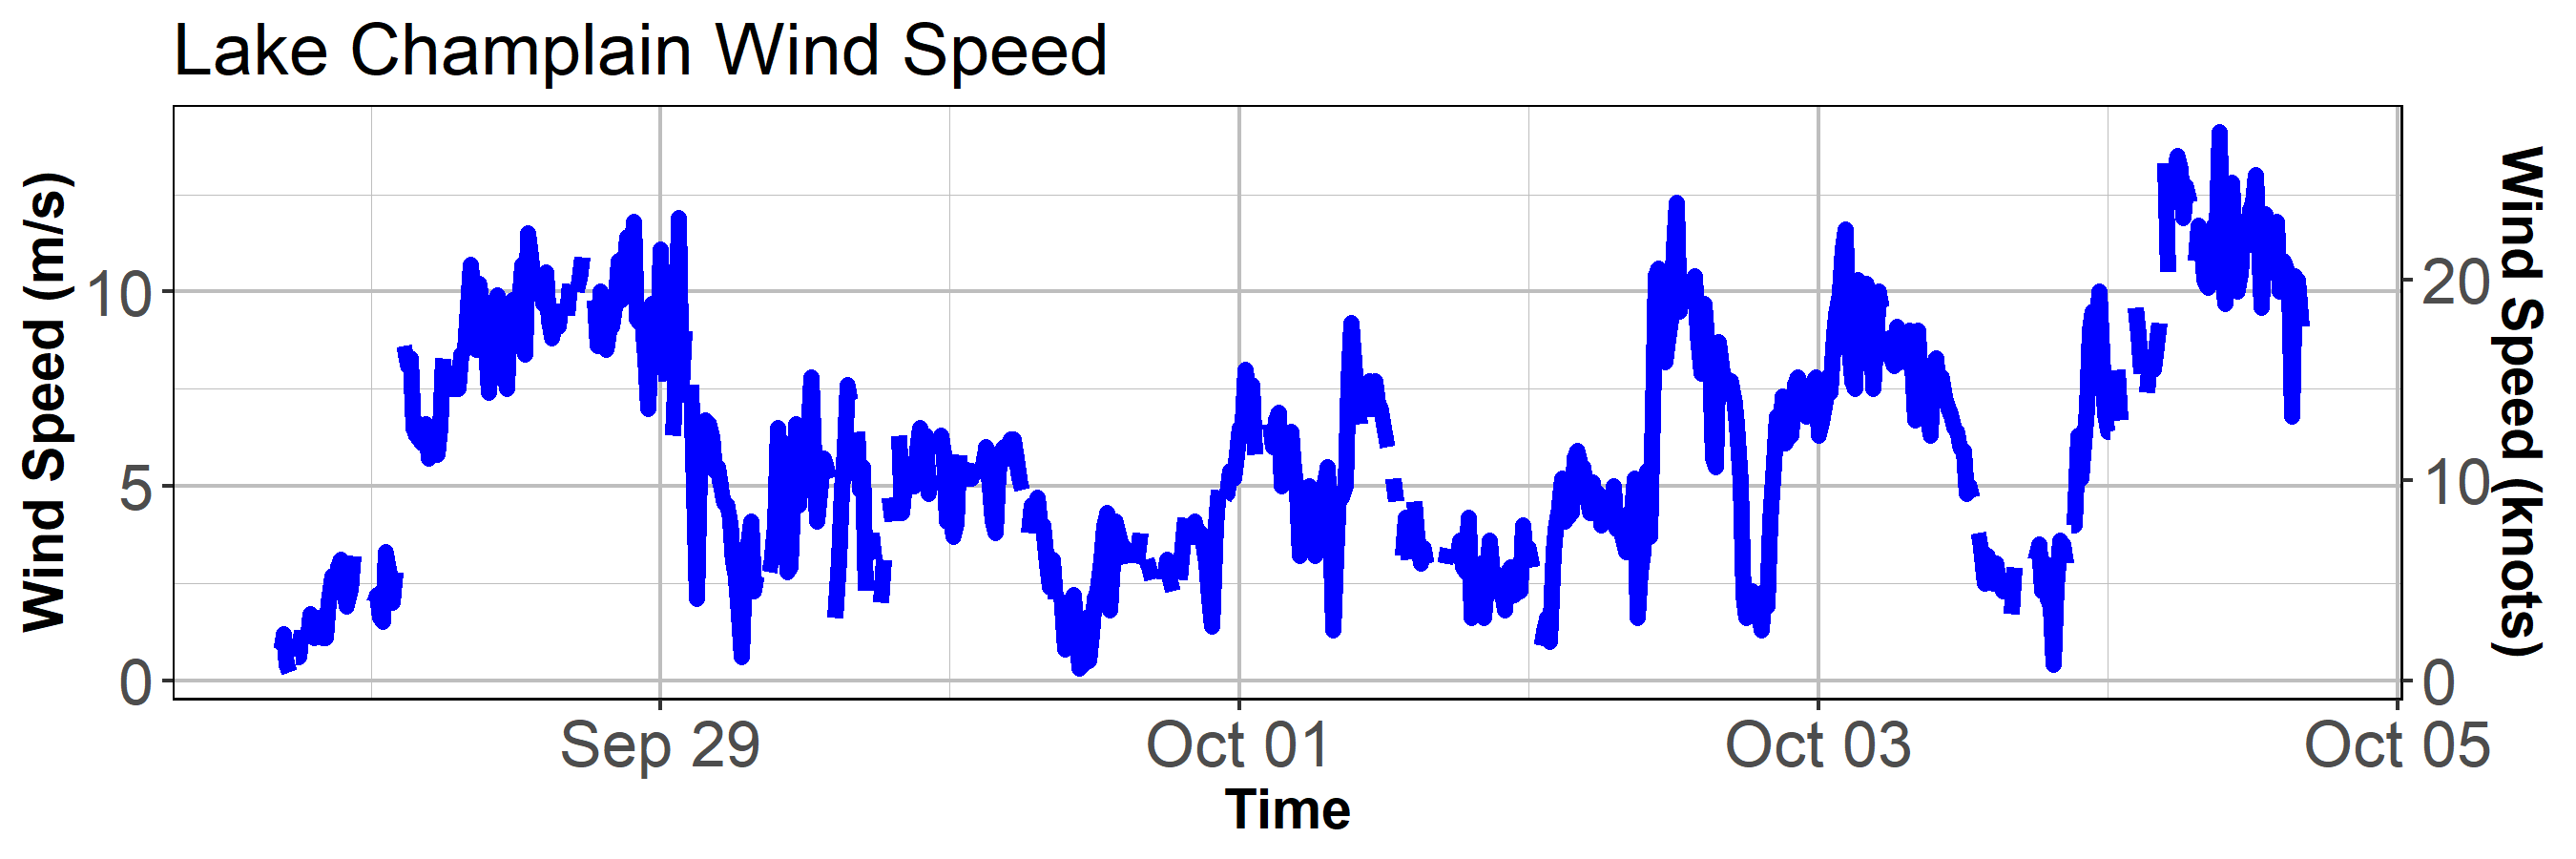 Lake Champlain Wind Speed
Wind Speed (m/s)
10
5
0
20
10
0
Wind Speed (knots)
Sep 29
Oct 01
Oct 03
Oct 05
Time